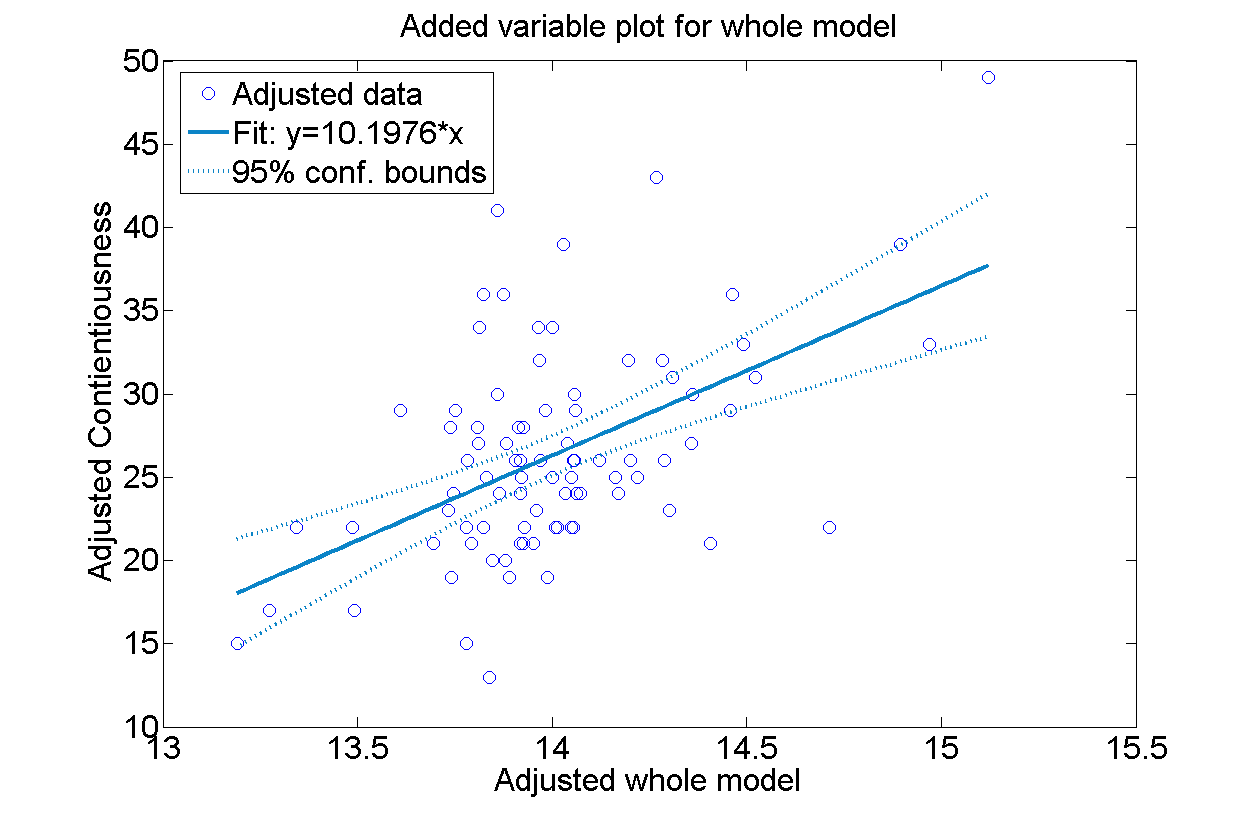 Added variable plot for whole model
50
45
40
35
30
25
20
15
10
Adjusted data
Fit: y=10.1976*x
95% conf. bounds
Adjusted Contientiousness
13
13.5
14
14.5
15
15.5
Adjusted whole model